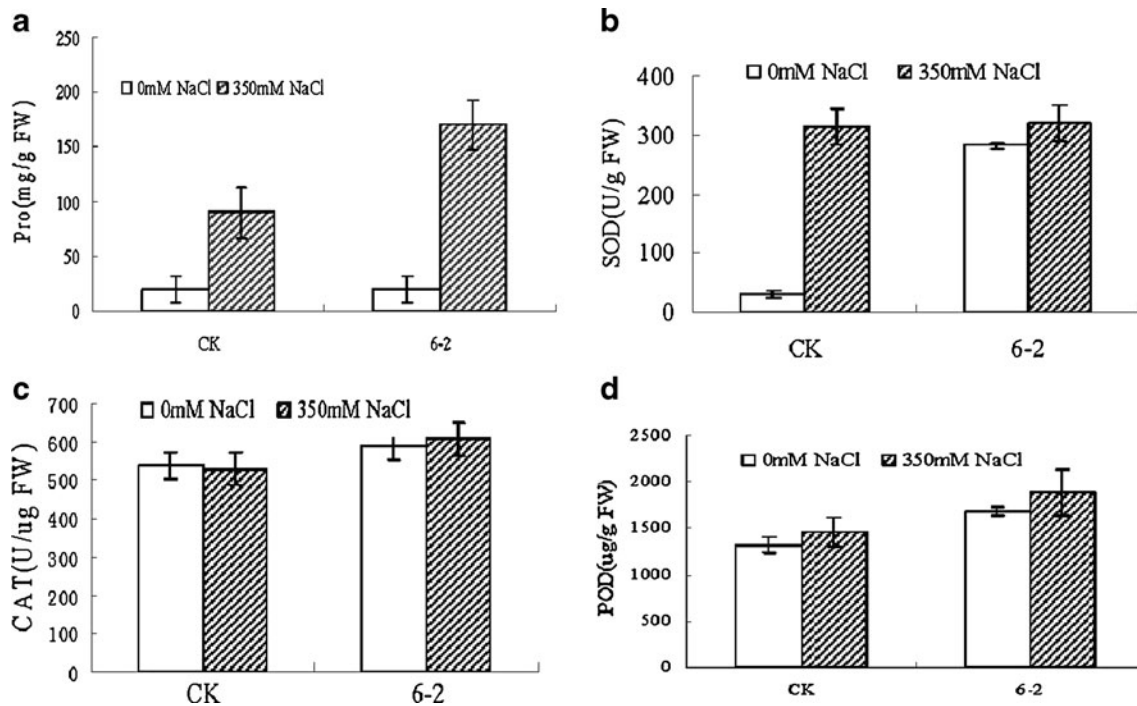 a
250
200
150
100
50
0
Pro(mg/g FW)
0mM NaCl 350mM NaCl
CK 6-2
b
0mM NaCl 350mM NaCl
400
300
200
100
0
SOD(U/g FW)
CK 6-2
c
700
600
500
400
300
200
100
0
CAT(U/ug FW)
0mM NaCl 350mM NaCl
CK 6-2
d
2500
2000
1500
1000
500
0
POD(ug/g FW)
0mM NaCl 350mM NaCl
CK 6-2